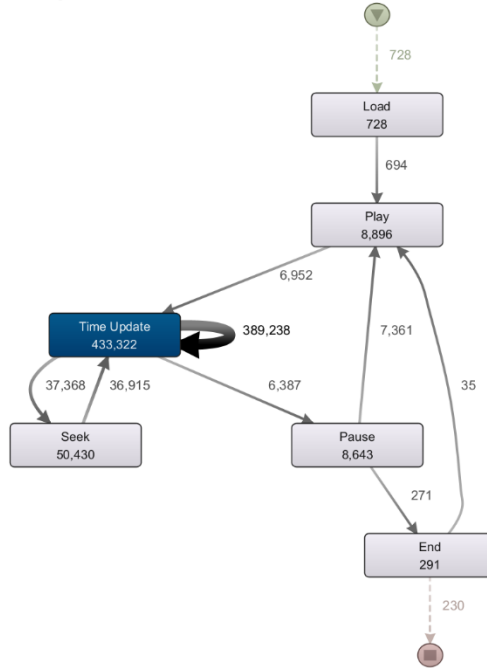 728
Load
728
694
Play
8,896
6,952
Time Update
433,322
389,238
7,361
35
37,368
36,915
6,387
Seek
50,430
Pause
8,643
271
End
291
230